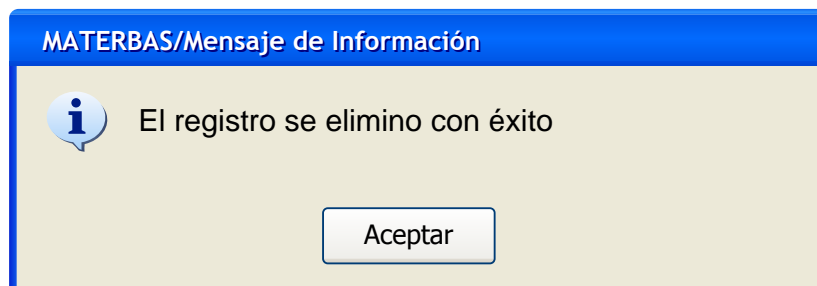 MATERBAS/Mensaje de Información
El registro se elimino con éxito
Aceptar